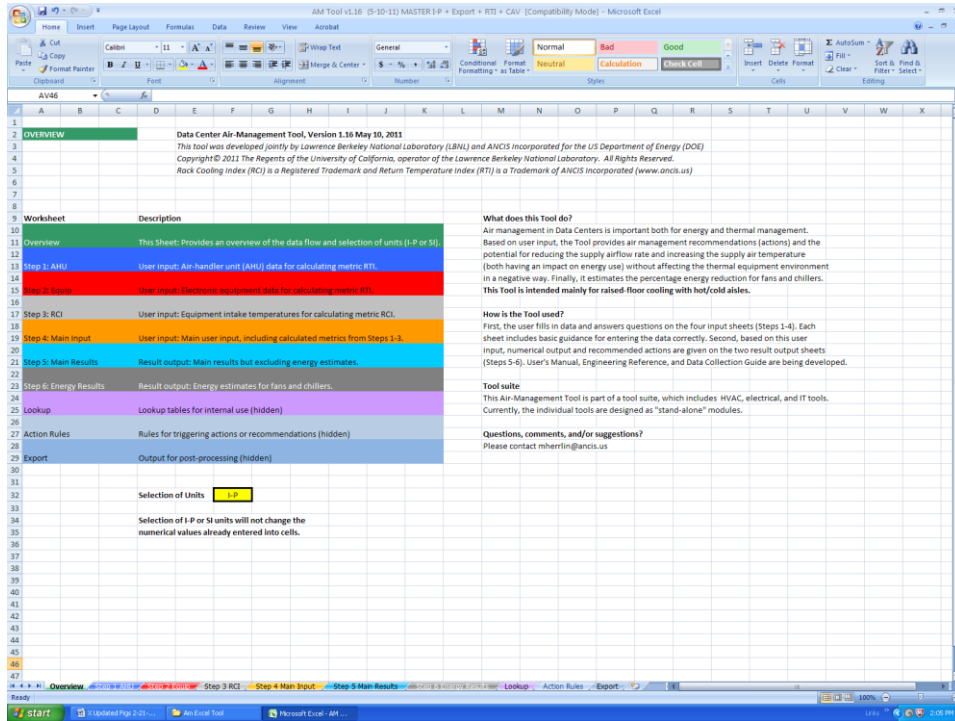 AM Tool v1.16 (5-10-11) MASTER I-P + Export + RTI + CAV [Compatibility Mode] - Microsoft Excel
Home Insert Page Layout Formulas Data Review View Acrobat
Cut
Copy
Format Painter
Paste
Clipboard
Calibri 11
Font
Wrap Text
Merge & Center
Alignment
General
Number
Conditional Formatting
Format as Table
Normal Bad Good
Neutral Calculation Check Cell
Styles
Insert Delete Format
Cells
AutoSum
Fill
Clear
Sort & Filter
Find & Select
Editing
AV46
fx
A B C D E F G H I J K L M N O P Q R S T U V W X
OVERVIEW
Data Center Air-Management Tool, Version 1.16 May 10, 2011
This tool was developed jointly by Lawrence Berkeley National Laboratory (LBNL) and ANCIS Incorporated for the US Department of Energy (DOE)
Copyright© 2011 The Regents of the University of California, operator of the Lawrence Berkeley National Laboratory. All Rights Reserved.
Rack Cooling Index (RCI) is a Registered Trademark and Return Temperature Index (RTI) is a Trademark of ANCIS Incorporated (www.ancis.us)
Worksheet Description
Overview This Sheet: Provides an overview of the data flow and selection of units (I-P or SI).
Step 1: AHU User input: Air-handler unit (AHU) data for calculating metric RTI.
Step 2: Equip User input: Electronic equipment data for calculating metric RTI.
Step 3: RCI User input: Equipment intake temperatures for calculating metric RCI.
Step 4: Main Input User input: Main user input, including calculated metrics from Steps 1-3.
Step 5: Main Results Result output: Main results but excluding energy estimates.
Step 6: Energy Results Result output: Energy estimates for fans and chillers.
Lookup Lookup tables for internal use (hidden)
Action Rules Rules for triggering actions or recommendations (hidden)
Export Output for post-processing (hidden)
Selection of Units I-P
Selection of I-P or SI units will not change the
numerical values already entered into cells.
What does this Tool do?
Air management in Data Centers is important both for energy and thermal management.
Based on user input, the Tool provides air management recommendations (actions) and the
potential for reducing the supply airflow rate and increasing the supply air temperature
(both having an impact on energy use) without affecting the thermal equipment environment
in a negative way. Finally, it estimates the percentage energy reduction for fans and chillers.
This Tool is intended mainly for raised-floor cooling with hot/cold aisles.
How is the Tool used?
First, the user fills in data and answers questions on the four input sheets (Steps 1-4). Each
sheet includes basic guidance for entering the data correctly. Second, based on this user
input, numerical output and recommended actions are given on the two result output sheets
(Steps 5-6). User's Manual, Engineering Reference, and Data Collection Guide are being developed.
Tool suite
This Air-Management Tool is part of a tool suite, which includes HVAC, electrical, and IT tools.
Currently, the individual tools are designed as "stand-alone" modules.
Questions, comments, and/or suggestions?
Please contact mherrlin@ancis.us
Overview Step 1 AHU Step 2 Equip Step 3 RCI Step 4 Main Input Step 5 Main Results Step 6 Energy Results Lookup Action Rules Export
Ready
100%
start
X Updated Figs 2-21-...
Am Excel Tool
Microsoft Excel - AM ...
Links
2:05 PM